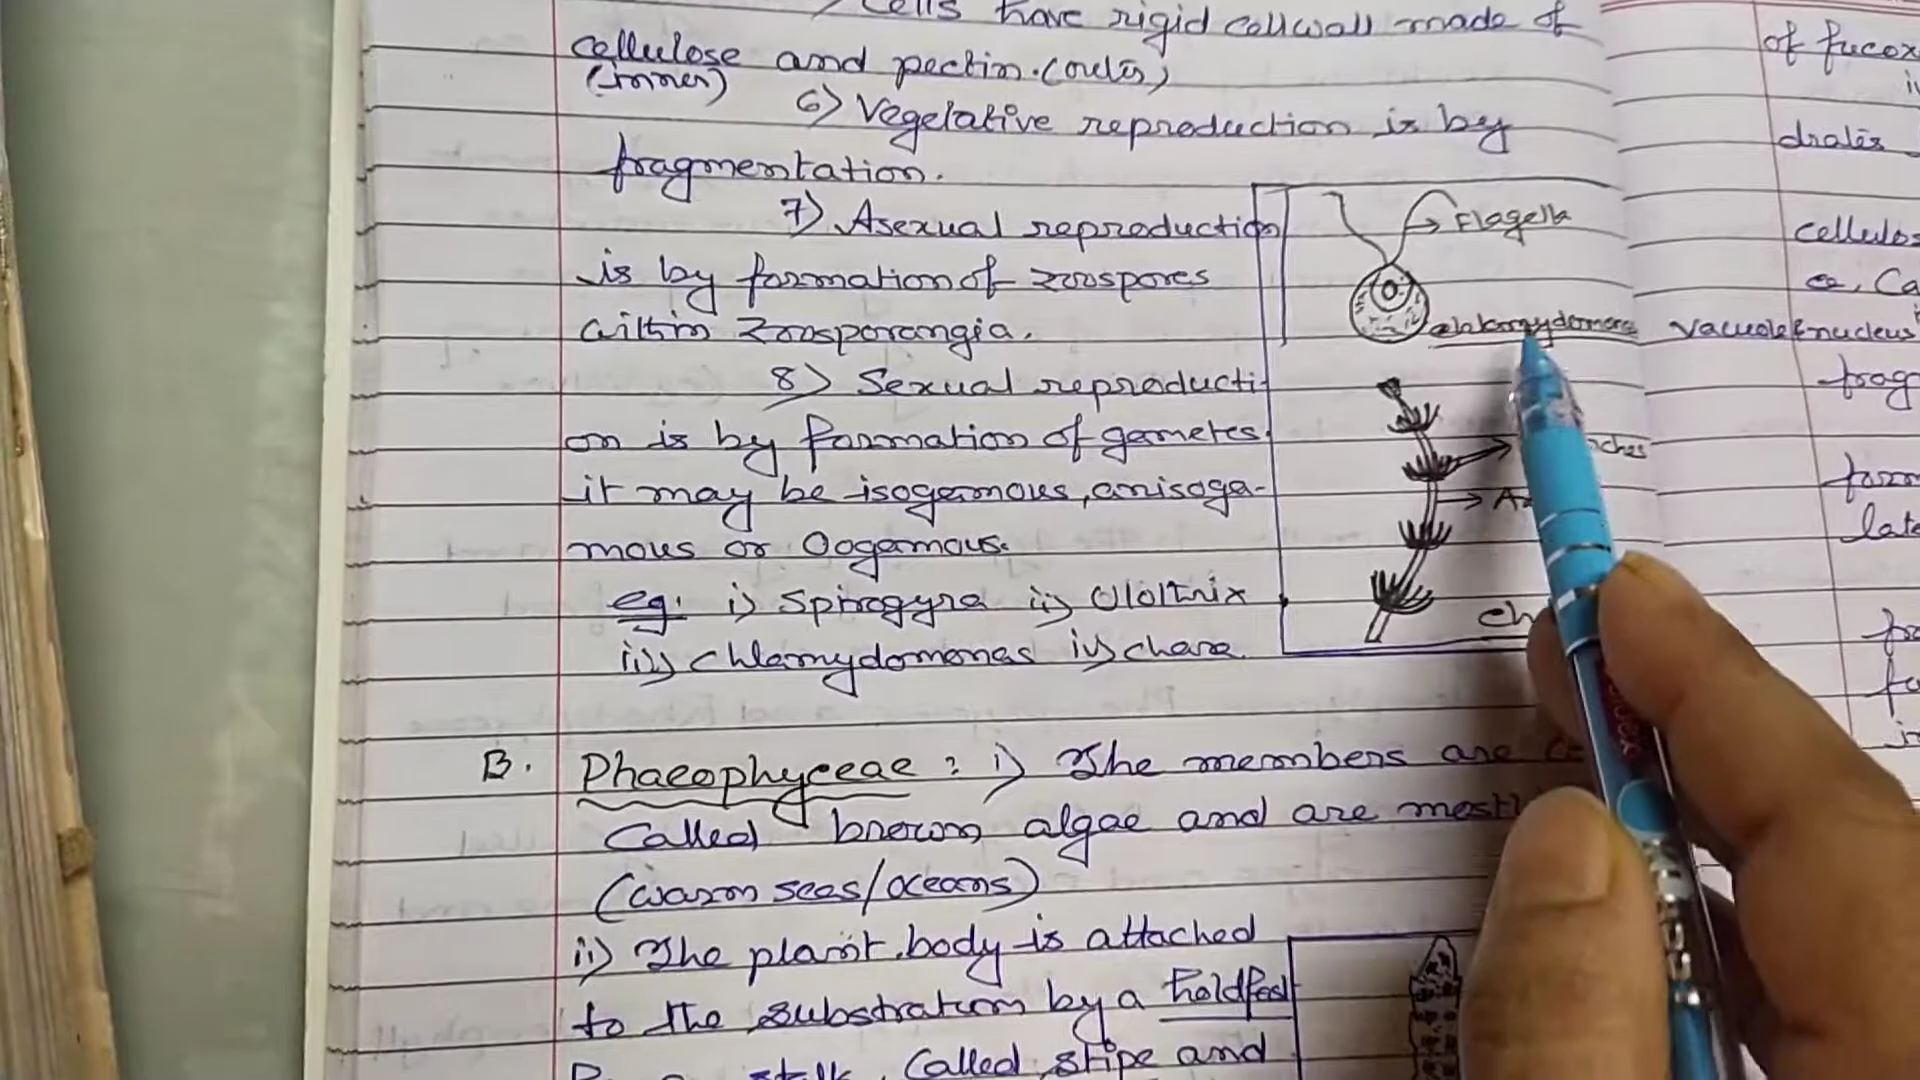 Cells have rigid cellwall made of
cellulose and pectin.(outer)
(inner)
6) Vegetative reproduction is by
fragmentation.
7) Asexual reproduction
is by formation of zoospores
within Zoosporangia.
8) Sexual reproducti-
on is by formation of gametes.
it may be isogamous, anisoga-
mous or Oogamous.
eg: i) Spirogyra ii) Ulothrix
iii) chlamydomonas iv) chara.
Flagella
chlamydomonas
B. Phaeophyceae : i) The members are
Called brown algae and are
(warm seas/oceans)
ii) The plant body is attached
to the substratum by a holdfast
stalk called stipe and
of
drales
cellulos
Vacuole & nucleus
frag
form
late